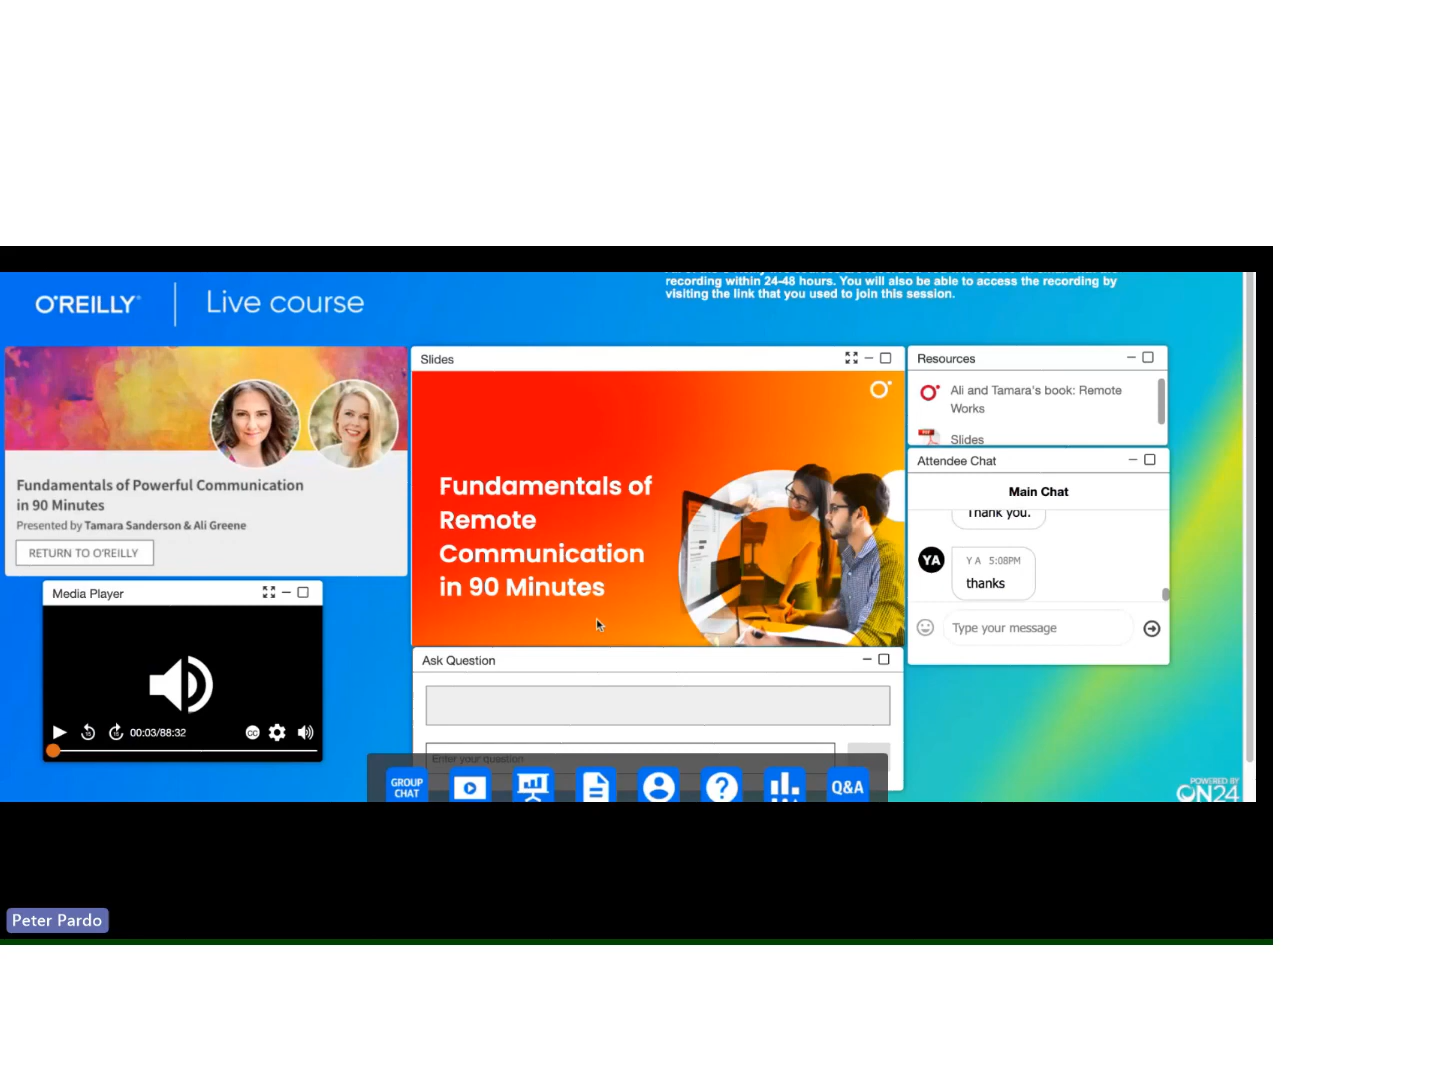 recording within 24-48 hours. You will also be able to access the recording by
visiting the link that you used to join this session.
O'REILLY
Live course
Fundamentals of Powerful Communication
in 90 Minutes
Presented by Tamara Sanderson & Ali Greene
RETURN TO O'REILLY
Media Player
00:03/88:32
CC
Slides
Fundamentals of
Remote
Communication
in 90 Minutes
Ask Question
Enter your question
Resources
Ali and Tamara's book: Remote
Works
Slides
Attendee Chat
Main Chat
Thank you.
YA
Y A 5:08PM
thanks
Type your message
GROUP
CHAT
Q&A
POWERED BY
ON24
Peter Pardo